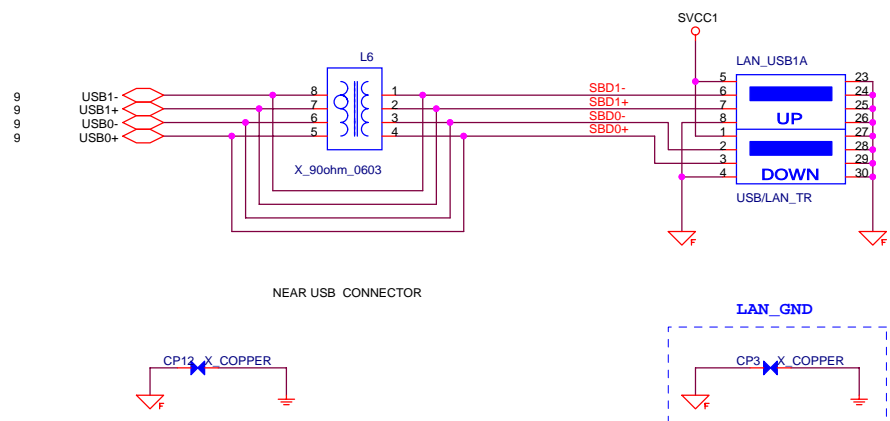 SVCC1
L6
LAN_USB1A
9 USB1- 8 1 SBD1- 5 23
9 USB1+ 7 2 SBD1+ 6 24
9 USB0- 6 3 SBD0- 7 25
9 USB0+ 5 4 SBD0+ 8 UP 26
1 27
2 28
3 29
4 DOWN 30
X_90ohm_0603
USB/LAN_TR
F F
NEAR USB CONNECTOR
LAN_GND
CP12 X_COPPER
CP3 X_COPPER
F F